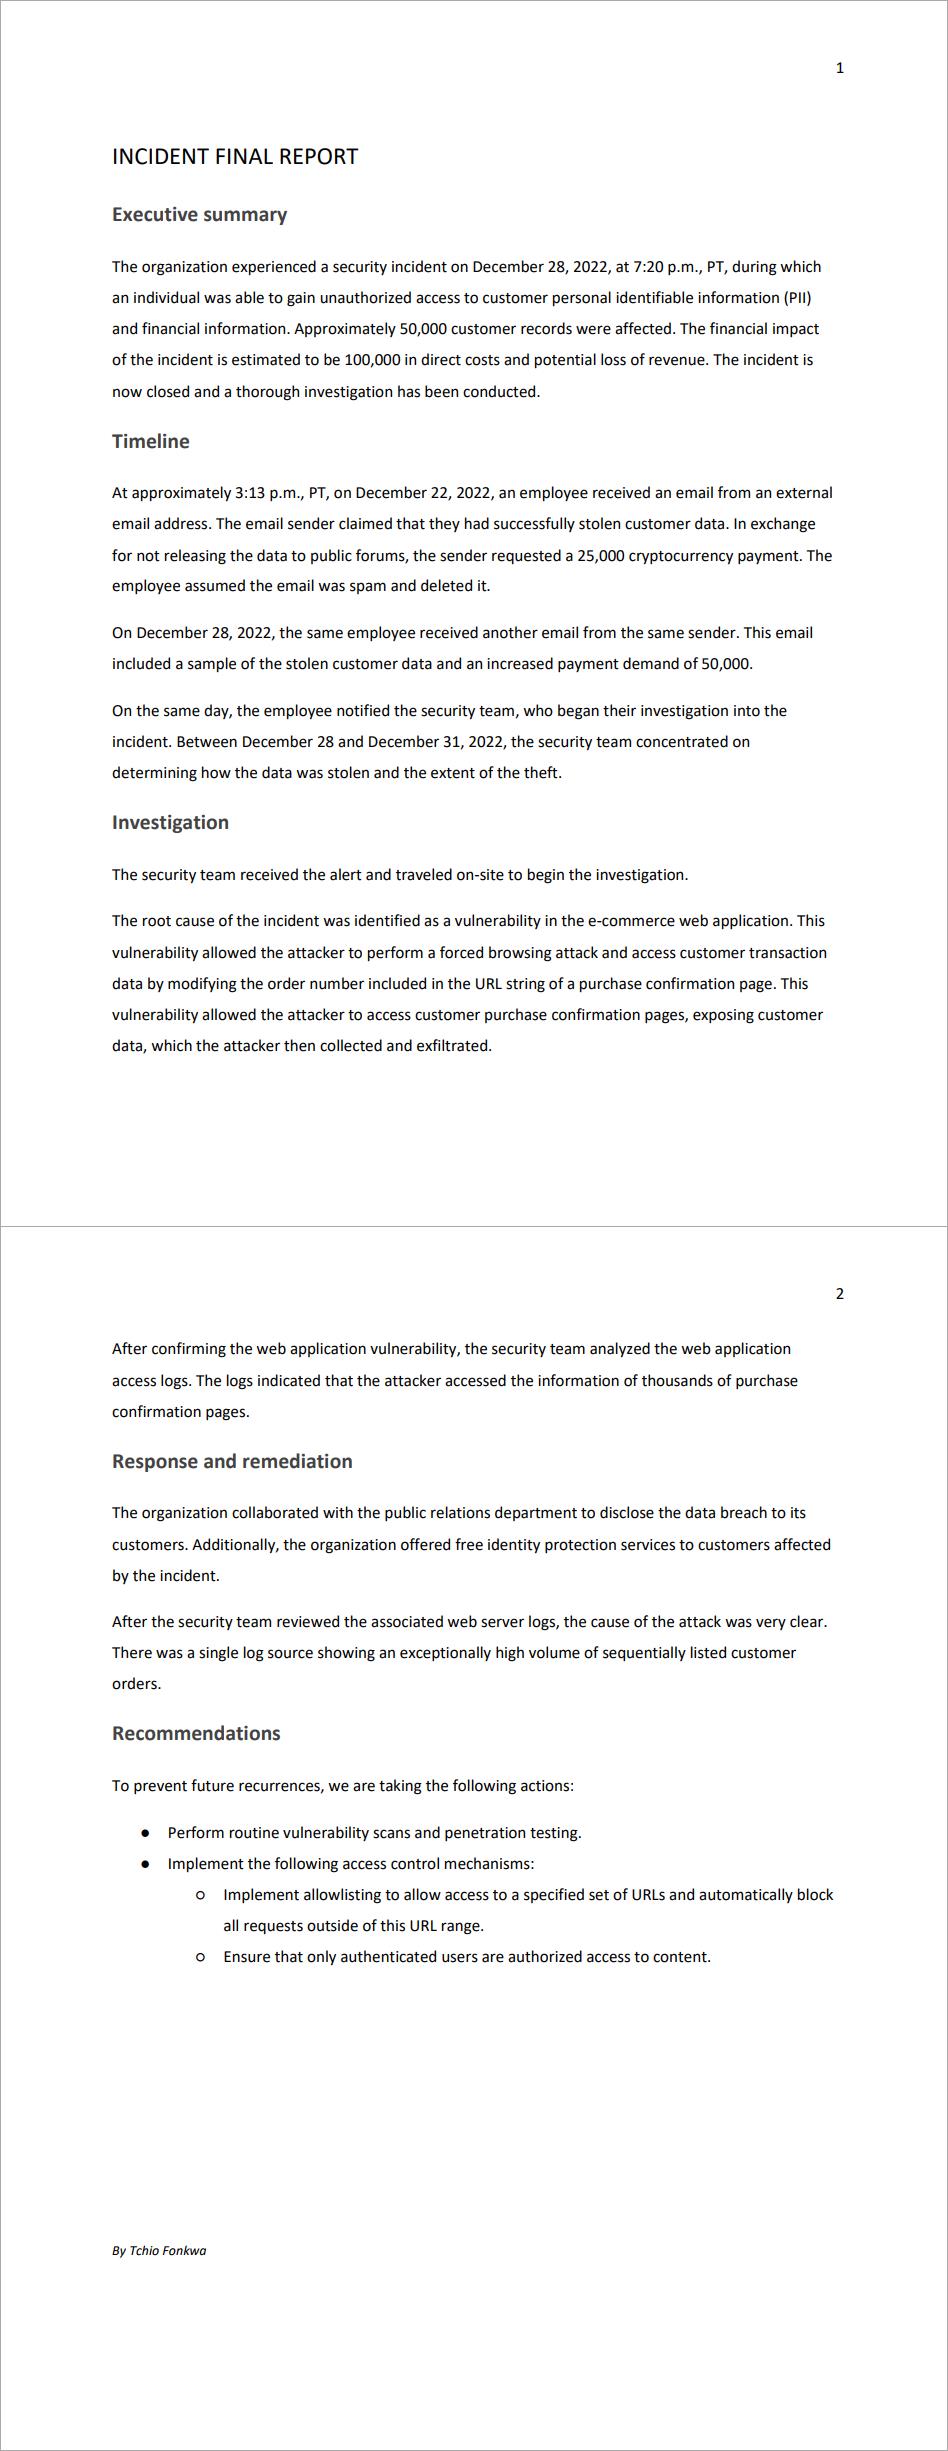 1
INCIDENT FINAL REPORT
Executive summary
The organization experienced a security incident on December 28, 2022, at 7:20 p.m., PT, during which
an individual was able to gain unauthorized access to customer personal identifiable information (PII)
and financial information. Approximately 50,000 customer records were affected. The financial impact
of the incident is estimated to be 100,000 in direct costs and potential loss of revenue. The incident is
now closed and a thorough investigation has been conducted.
Timeline
At approximately 3:13 p.m., PT, on December 22, 2022, an employee received an email from an external
email address. The email sender claimed that they had successfully stolen customer data. In exchange
for not releasing the data to public forums, the sender requested a 25,000 cryptocurrency payment. The
employee assumed the email was spam and deleted it.
On December 28, 2022, the same employee received another email from the same sender. This email
included a sample of the stolen customer data and an increased payment demand of 50,000.
On the same day, the employee notified the security team, who began their investigation into the
incident. Between December 28 and December 31, 2022, the security team concentrated on
determining how the data was stolen and the extent of the theft.
Investigation
The security team received the alert and traveled on-site to begin the investigation.
The root cause of the incident was identified as a vulnerability in the e-commerce web application. This
vulnerability allowed the attacker to perform a forced browsing attack and access customer transaction
data by modifying the order number included in the URL string of a purchase confirmation page. This
vulnerability allowed the attacker to access customer purchase confirmation pages, exposing customer
data, which the attacker then collected and exfiltrated.
2
After confirming the web application vulnerability, the security team analyzed the web application
access logs. The logs indicated that the attacker accessed the information of thousands of purchase
confirmation pages.
Response and remediation
The organization collaborated with the public relations department to disclose the data breach to its
customers. Additionally, the organization offered free identity protection services to customers affected
by the incident.
After the security team reviewed the associated web server logs, the cause of the attack was very clear.
There was a single log source showing an exceptionally high volume of sequentially listed customer
orders.
Recommendations
To prevent future recurrences, we are taking the following actions:
● Perform routine vulnerability scans and penetration testing.
● Implement the following access control mechanisms:
○ Implement allowlisting to allow access to a specified set of URLs and automatically block
all requests outside of this URL range.
○ Ensure that only authenticated users are authorized access to content.
By Tchio Fonkwa